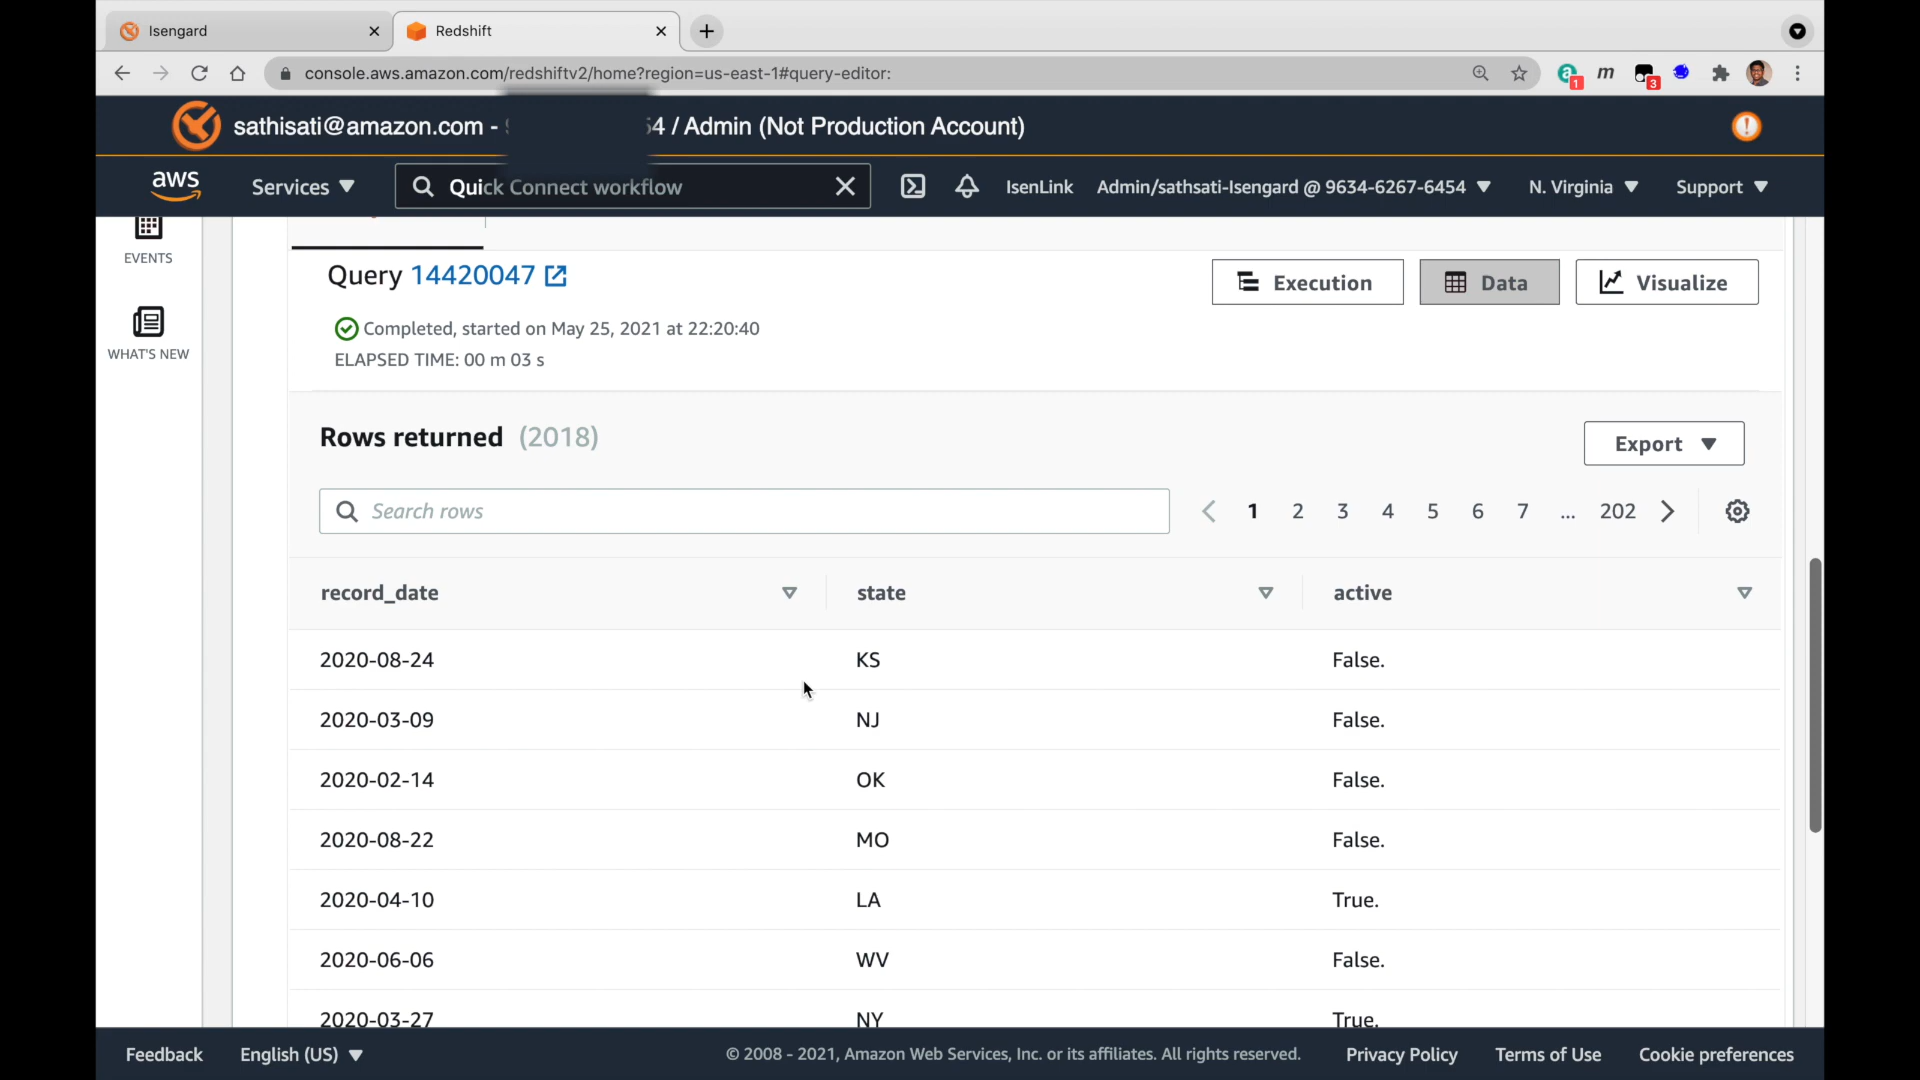 Isengard
Redshift
console.aws.amazon.com/redshiftv2/home?region=us-east-1#query-editor:
a
1
m
3
sathisati@amazon.com -
54 / Admin (Not Production Account)
aws
Services
Quick Connect workflow
IsenLink
Admin/sathsati-Isengard @ 9634-6267-6454
N. Virginia
Support
EVENTS
WHAT'S NEW
Query 14420047
Execution
Data
Visualize
Completed, started on May 25, 2021 at 22:20:40
ELAPSED TIME: 00 m 03 s
Rows returned (2018)
Export
Search rows
1 2 3 4 5 6 7 ... 202
record_date state active
2020-08-24 KS False.
2020-03-09 NJ False.
2020-02-14 OK False.
2020-08-22 MO False.
2020-04-10 LA True.
2020-06-06 WV False.
2020-03-27 NY True.
Feedback
English (US)
© 2008 - 2021, Amazon Web Services, Inc. or its affiliates. All rights reserved.
Privacy Policy
Terms of Use
Cookie preferences